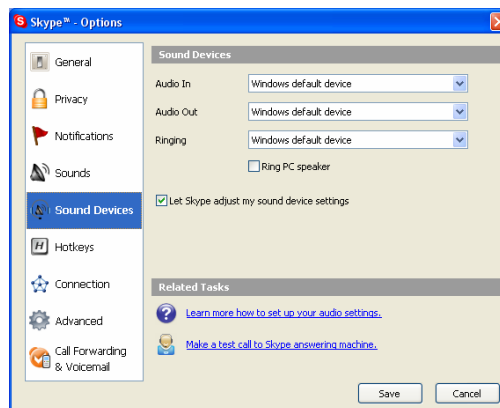 Skype™ - Options
General
Privacy
Notifications
Sounds
Sound Devices
Hotkeys
Connection
Advanced
Call Forwarding
& Voicemail
Sound Devices
Audio In
Windows default device
Audio Out
Windows default device
Ringing
Windows default device
Ring PC speaker
Let Skype adjust my sound device settings
Related Tasks
Learn more how to set up your audio settings.
Make a test call to Skype answering machine.
Save
Cancel